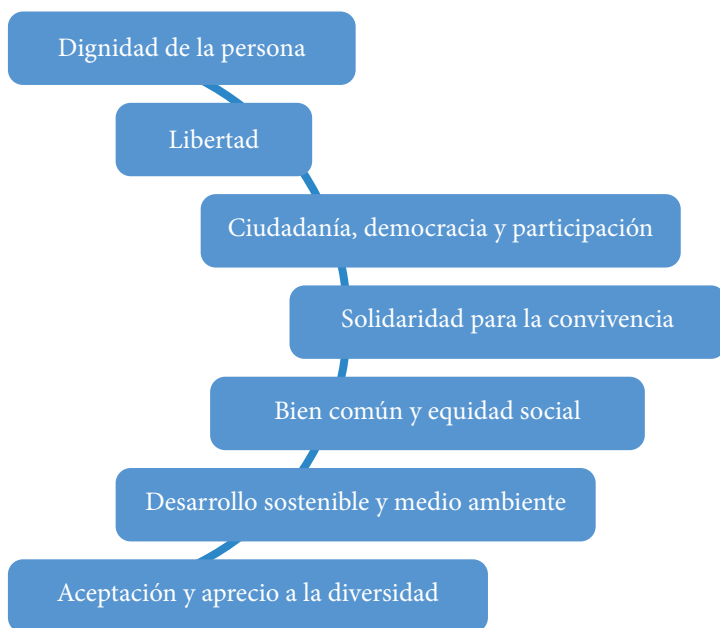 Dignidad de la persona
Libertad
Ciudadanía, democracia y participación
Solidaridad para la convivencia
Bien común y equidad social
Desarrollo sostenible y medio ambiente
Aceptación y aprecio a la diversidad